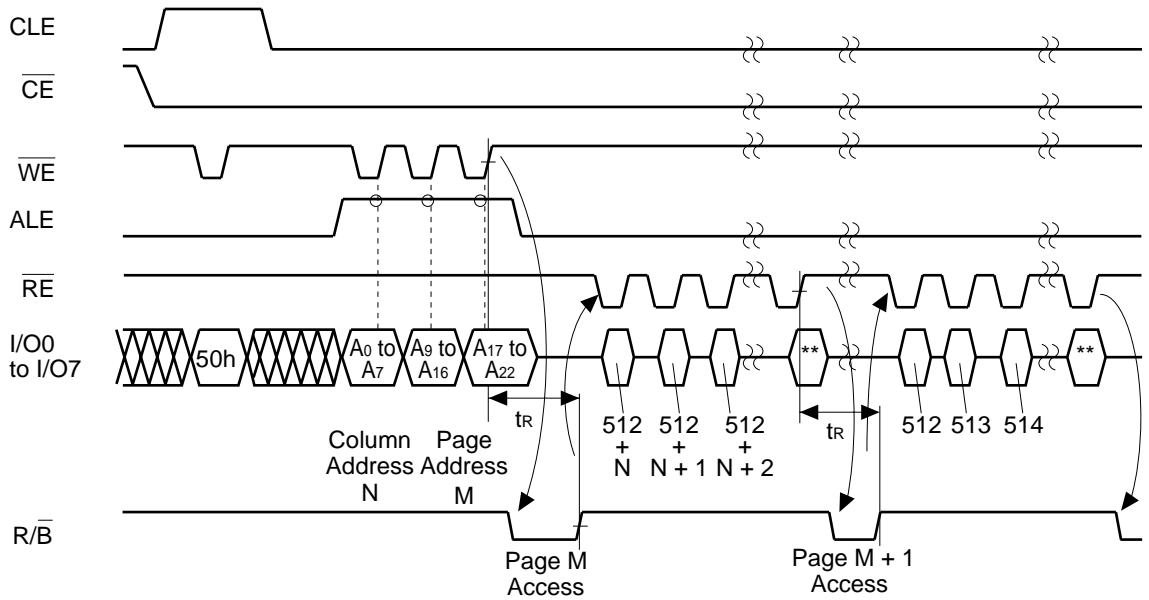 CLE
CE
WE
ALE
RE
I/O0
to I/O7
50h
A0 to
A7
A9 to
A16
A17 to
A22
**
**
tR
tR
512
+
N
512
+
N + 1
512
+
N + 2
512
513
514
Column
Address
N
Page
Address
M
R/B
Page M
Access
Page M + 1
Access